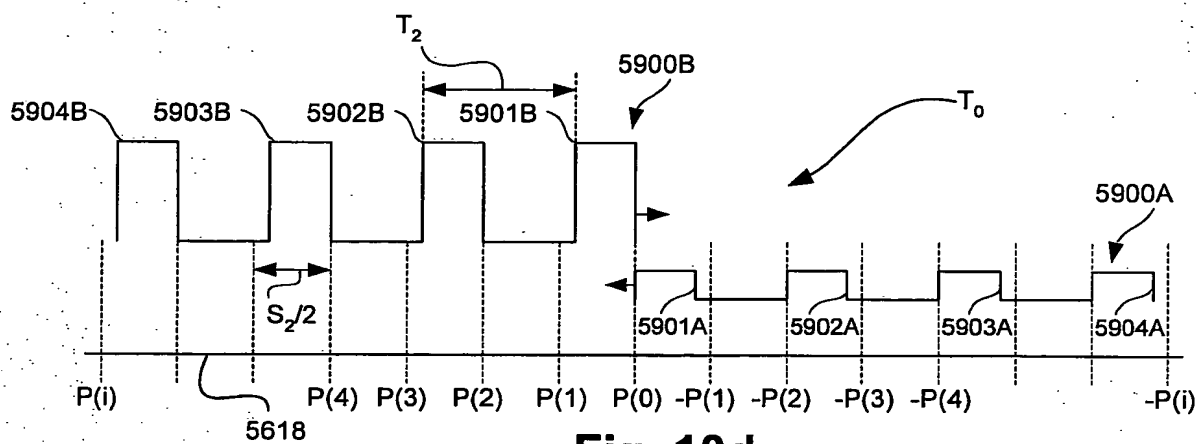 T2
5900B
5904B
5903B
5902B
5901B
T0
5900A
S2/2
5901A
5902A
5903A
5904A
P(i)
P(4)
P(3)
P(2)
P(1)
P(0)
-P(1)
-P(2)
-P(3)
-P(4)
-P(i)
5618